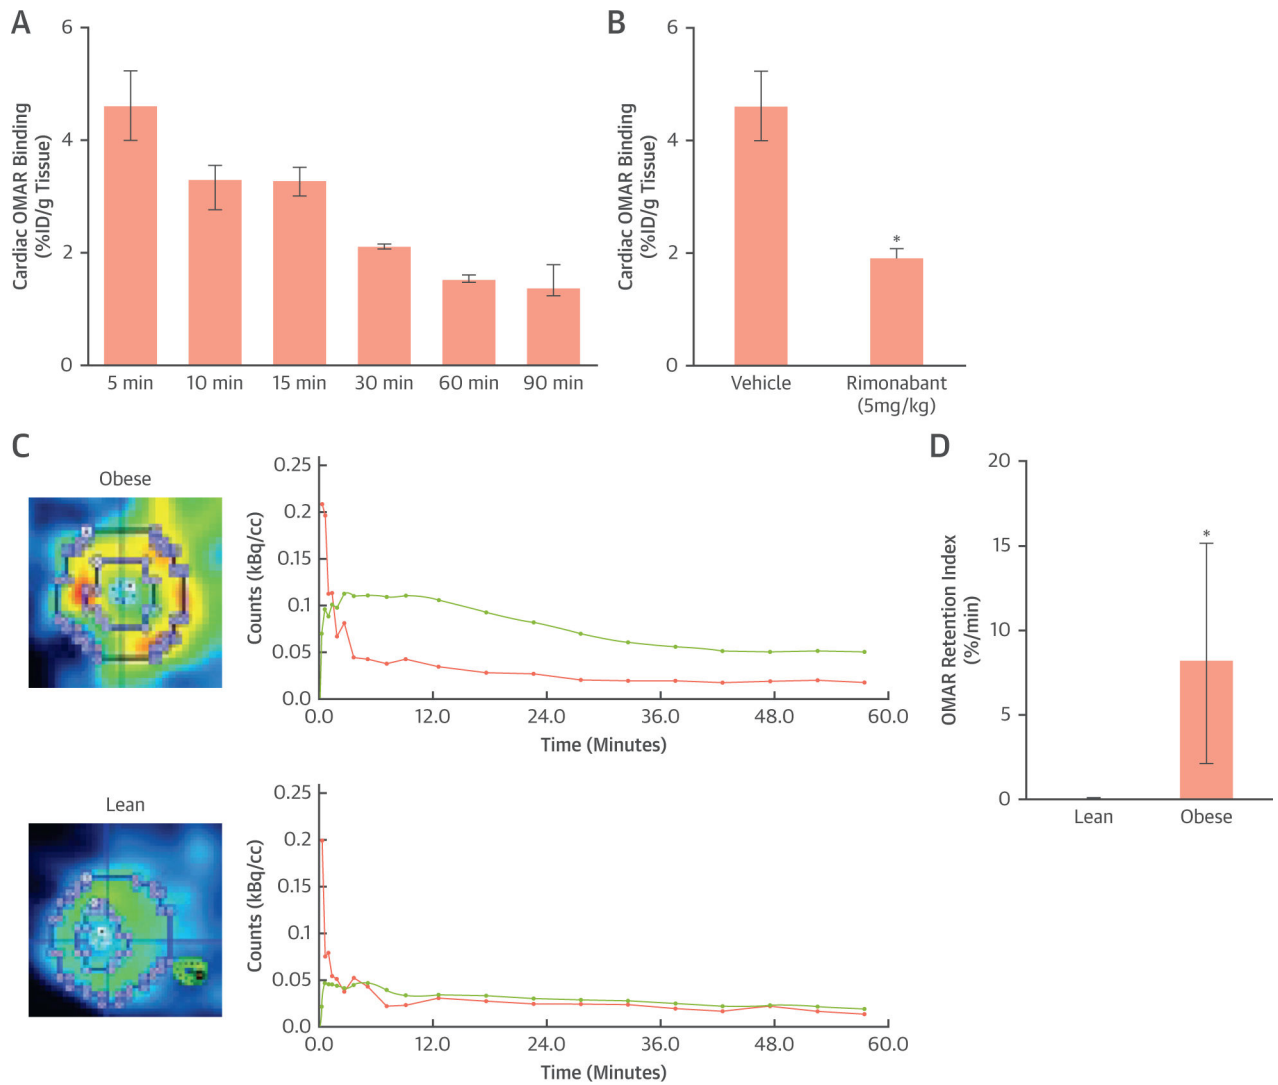 A
6
4
2
0
Cardiac OMAR Binding
(%ID/g Tissue)
5 min 10 min 15 min 30 min 60 min 90 min
B
6
4
2
0
Cardiac OMAR Binding
(%ID/g Tissue)
*
Vehicle Rimonabant
(5mg/kg)
C
Obese
0.25
0.2
0.15
0.1
0.05
0.0
Counts (kBq/cc)
0.0 12.0 24.0 36.0 48.0 60.0
Time (Minutes)
Lean
0.25
0.2
0.15
0.1
0.05
0.0
Counts (kBq/cc)
0.0 12.0 24.0 36.0 48.0 60.0
Time (Minutes)
D
20
15
10
5
0
OMAR Retention Index
(%/min)
*
Lean Obese